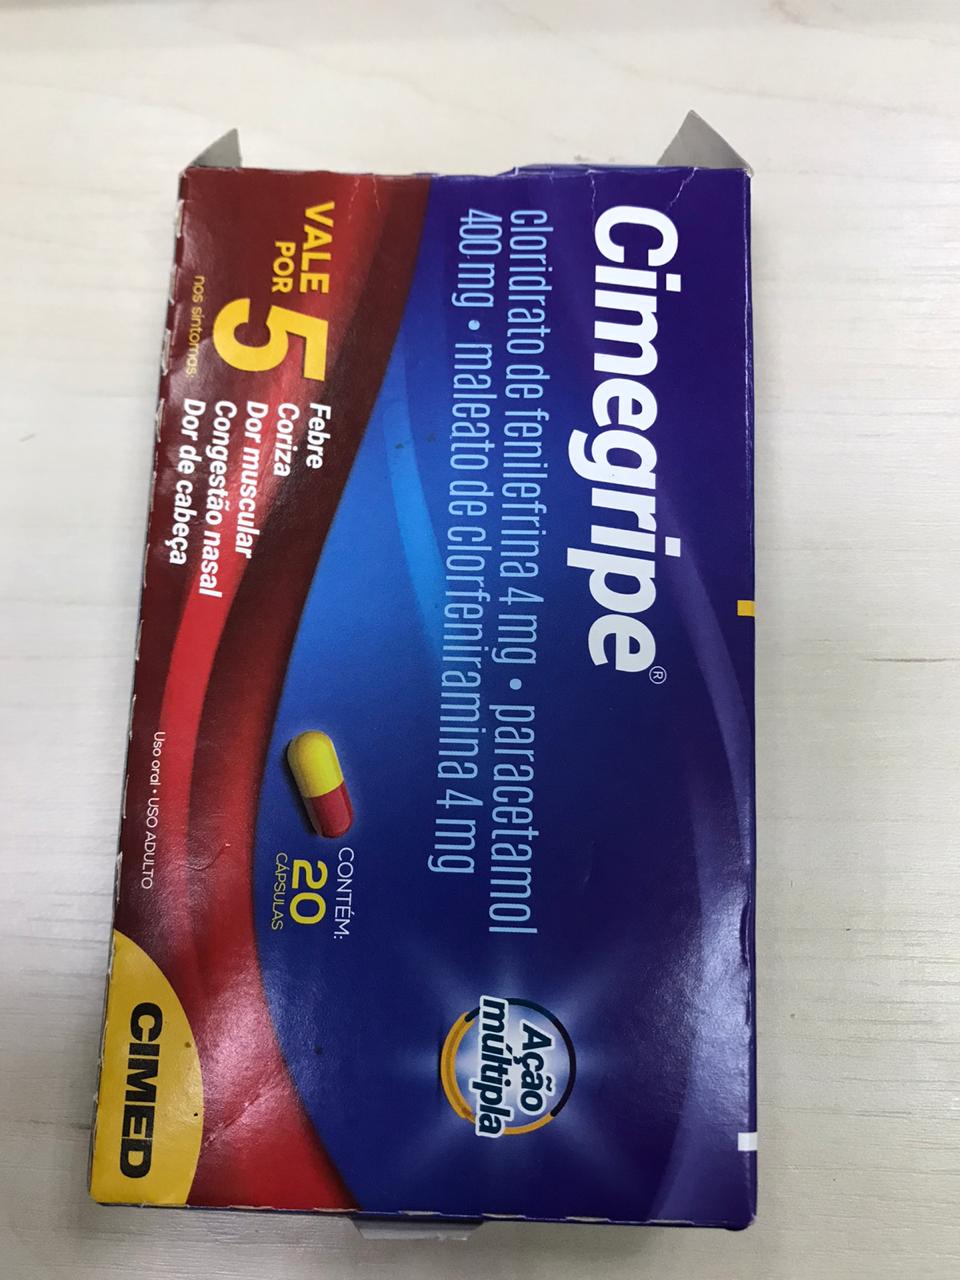 Cimegripe®
cloridrato de fenilefrina 4 mg • paracetamol
400 mg • maleato de clorfeniramina 4 mg
Ação
múltipla
CONTÉM:
20
CÁPSULAS
VALE
POR
5
nos sintomas:
Febre
Coriza
Dor muscular
Congestão nasal
Dor de cabeça
Uso oral • USO ADULTO
CIMED